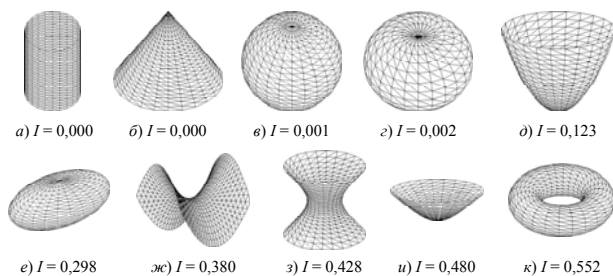 а) I = 0,000 б) I = 0,000 в) I = 0,001 г) I = 0,002 д) I = 0,123
е) I = 0,298 ж) I = 0,380 з) I = 0,428 и) I = 0,480 к) I = 0,552